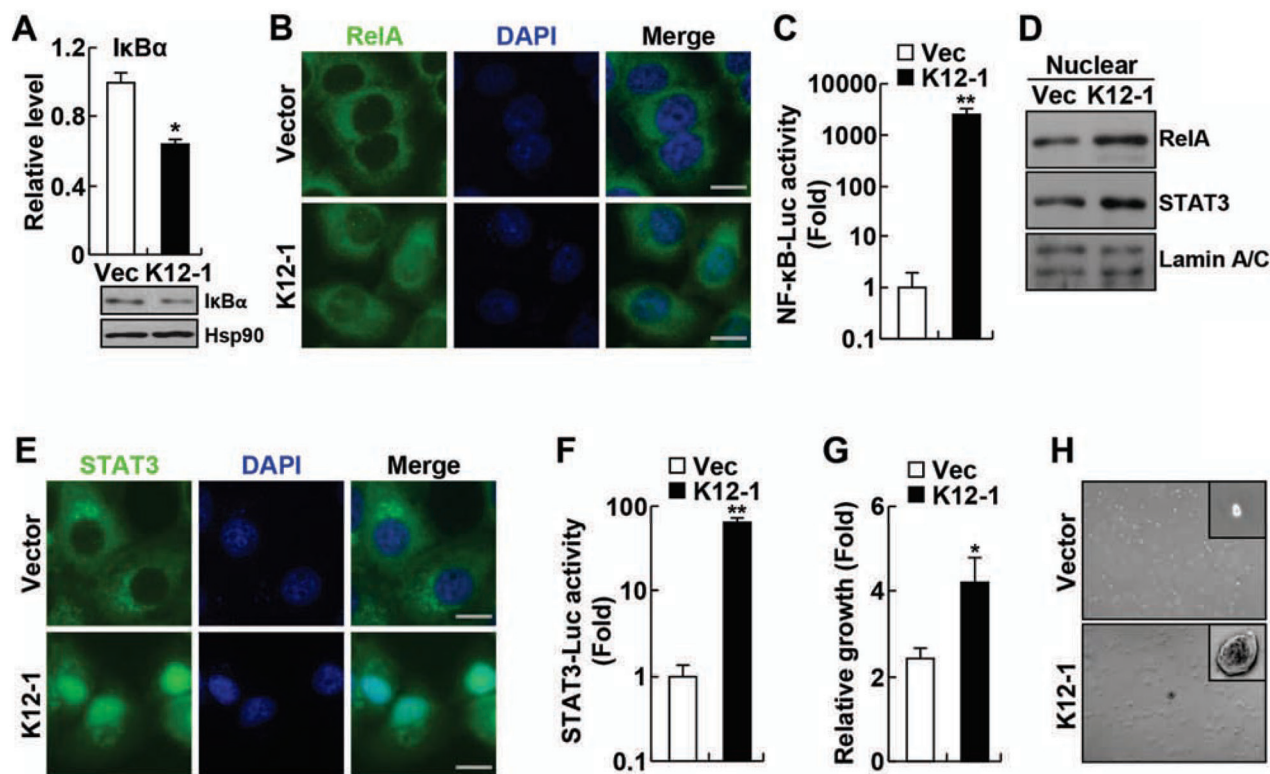 A
IκBα
1.2
0.8
0.4
0
Relative level
*
Vec K12-1
IκBα
Hsp90
B
RelA DAPI Merge
Vector
K12-1
C
Vec
K12-1
10000
1000
100
10
1
0.1
NF-κB-Luc activity
(Fold)
**
D
Nuclear
Vec K12-1
RelA
STAT3
Lamin A/C
E
STAT3 DAPI Merge
Vector
K12-1
F
Vec
K12-1
100
10
1
0.1
STAT3-Luc activity
(Fold)
**
G
Vec
K12-1
6
4
2
0
Relative growth (Fold)
*
H
Vector
K12-1